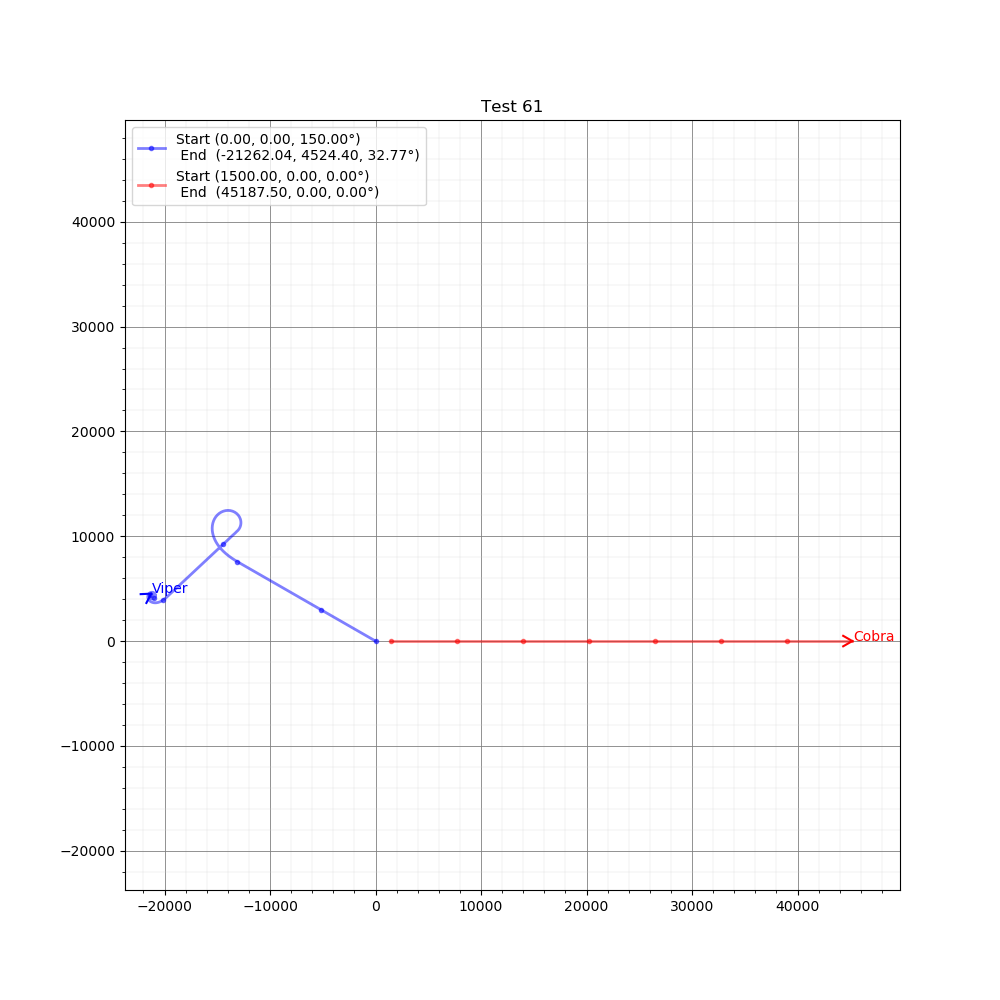 Test 61
Start (0.00, 0.00, 150.00°)
End (-21262.04, 4524.40, 32.77°)
Start (1500.00, 0.00, 0.00°)
End (45187.50, 0.00, 0.00°)
40000
30000
20000
10000
0
−10000
−20000
Viper
Cobra
−20000 −10000 0 10000 20000 30000 40000